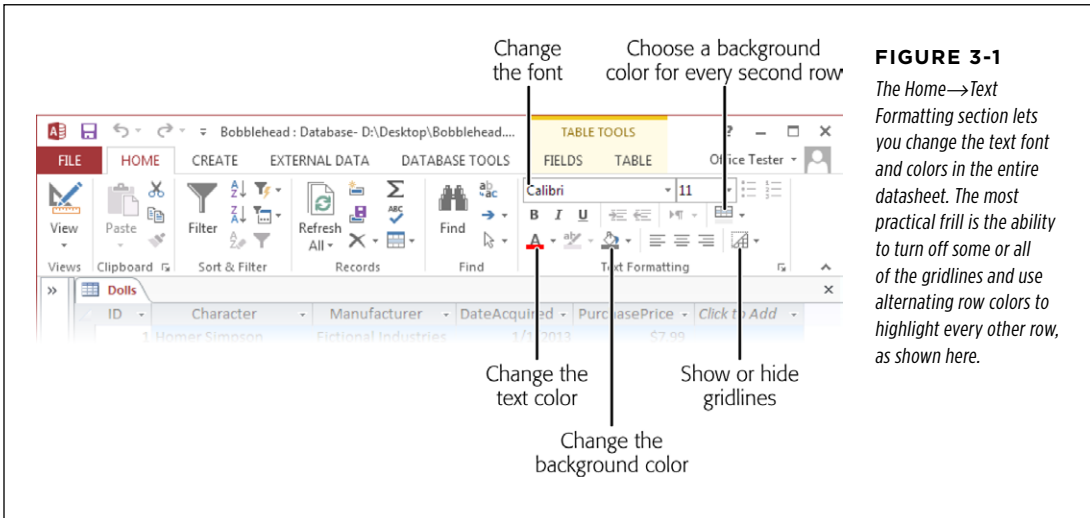 Change
the font
Choose a background
color for every second row
FIGURE 3-1
The Home→Text
Formatting section lets
you change the text font
and colors in the entire
datasheet. The most
practical frill is the ability
to turn off some or all
of the gridlines and use
alternating row colors to
highlight every other row,
as shown here.
Bobblehead : Database- D:\Desktop\Bobblehead....
TABLE TOOLS
?
FILE
HOME
CREATE
EXTERNAL DATA
DATABASE TOOLS
FIELDS
TABLE
Office Tester
View
Paste
Filter
Refresh
All
Find
Calibri
11
B I U
Views
Clipboard
Sort & Filter
Records
Find
Text Formatting
Dolls
ID
Character
Manufacturer
DateAcquired
PurchasePrice
Click to Add
1 Homer Simpson
Fictional Industries
1/1/2013
$7.99
Change the
text color
Show or hide
gridlines
Change the
background color